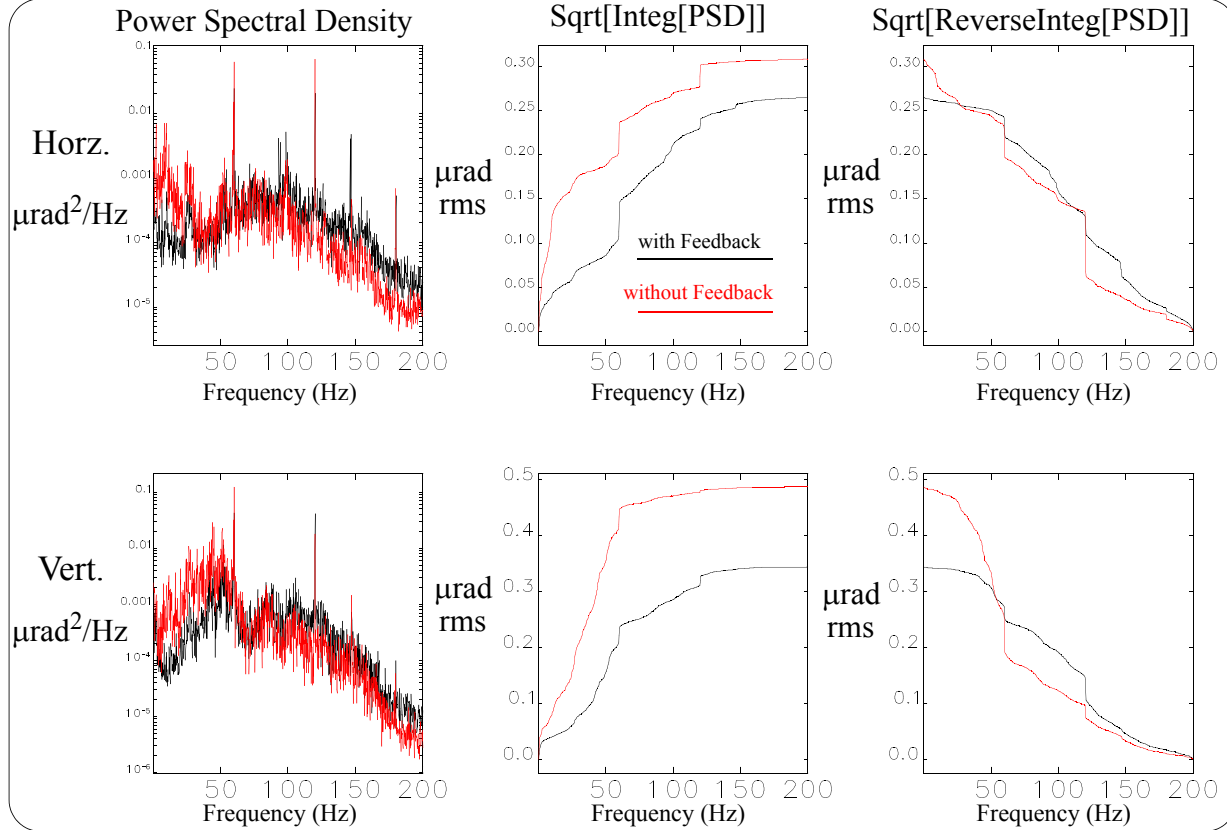 Power Spectral Density
Sqrt[Integ[PSD]]
Sqrt[ReverseInteg[PSD]]
Horz.
μrad²/Hz
0.1
0.01
0.001
10⁻⁴
10⁻⁵
50 100 150 200
Frequency (Hz)
μrad
rms
0.30
0.25
0.20
0.15
0.10
0.05
0.00
with Feedback
without Feedback
50 100 150 200
Frequency (Hz)
μrad
rms
0.30
0.25
0.20
0.15
0.10
0.05
0.00
50 100 150 200
Frequency (Hz)
Vert.
μrad²/Hz
0.1
0.01
0.001
10⁻⁴
10⁻⁵
10⁻⁶
50 100 150 200
Frequency (Hz)
μrad
rms
0.5
0.4
0.3
0.2
0.1
0.0
50 100 150 200
Frequency (Hz)
μrad
rms
0.5
0.4
0.3
0.2
0.1
0.0
50 100 150 200
Frequency (Hz)